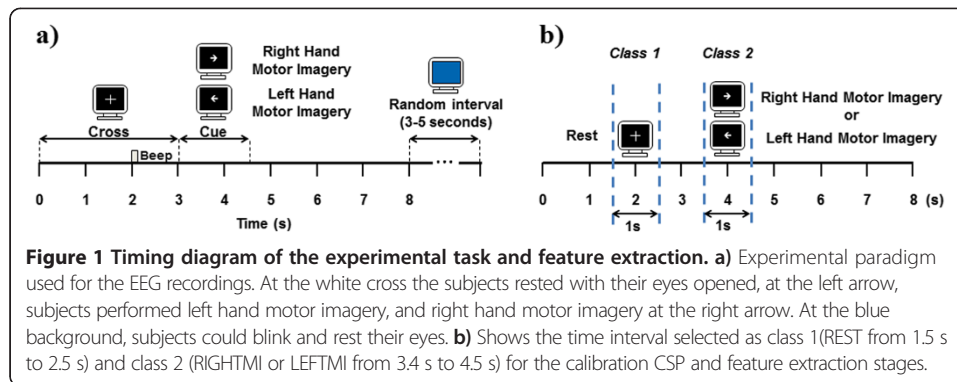 a)
Right Hand
Motor Imagery
Left Hand
Motor Imagery
Random interval
(3-5 seconds)
Cross
Cue
Beep
...
0 1 2 3 4 5 6 7 8
Time (s)
b)
Class 1
Class 2
Rest
Right Hand Motor Imagery
or
Left Hand Motor Imagery
0 1 2 3 4 5 6 7 8 (s)
1s
1s
Figure 1 Timing diagram of the experimental task and feature extraction. a) Experimental paradigm
used for the EEG recordings. At the white cross the subjects rested with their eyes opened, at the left arrow,
subjects performed left hand motor imagery, and right hand motor imagery at the right arrow. At the blue
background, subjects could blink and rest their eyes. b) Shows the time interval selected as class 1(REST from 1.5 s
to 2.5 s) and class 2 (RIGHTMI or LEFTMI from 3.4 s to 4.5 s) for the calibration CSP and feature extraction stages.